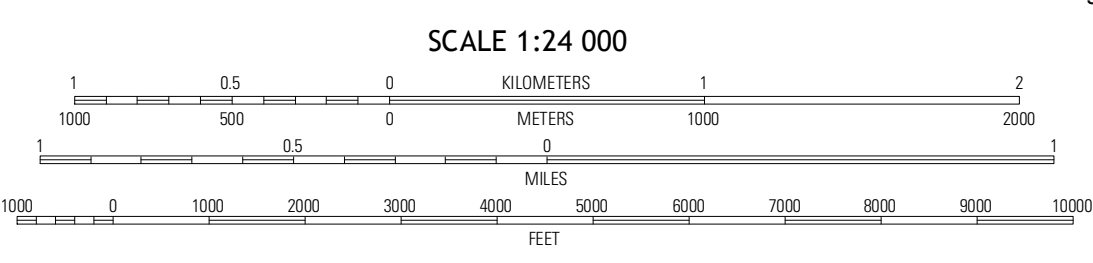 SCALE 1:24 000
1 0.5 0 KILOMETERS 1 2
1000 500 0 METERS 1000 2000
1 0.5 0 1
MILES
1000 0 1000 2000 3000 4000 5000 6000 7000 8000 9000 10000
FEET